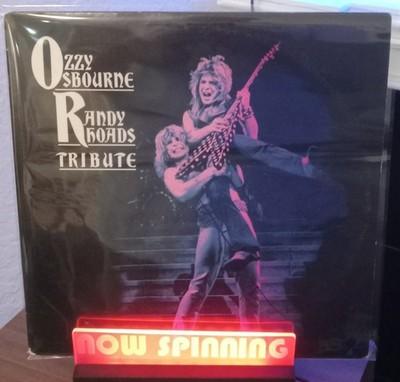 OZZY
OSBOURNE
RANDY
RHOADS
TRIBUTE
NOW SPINNING